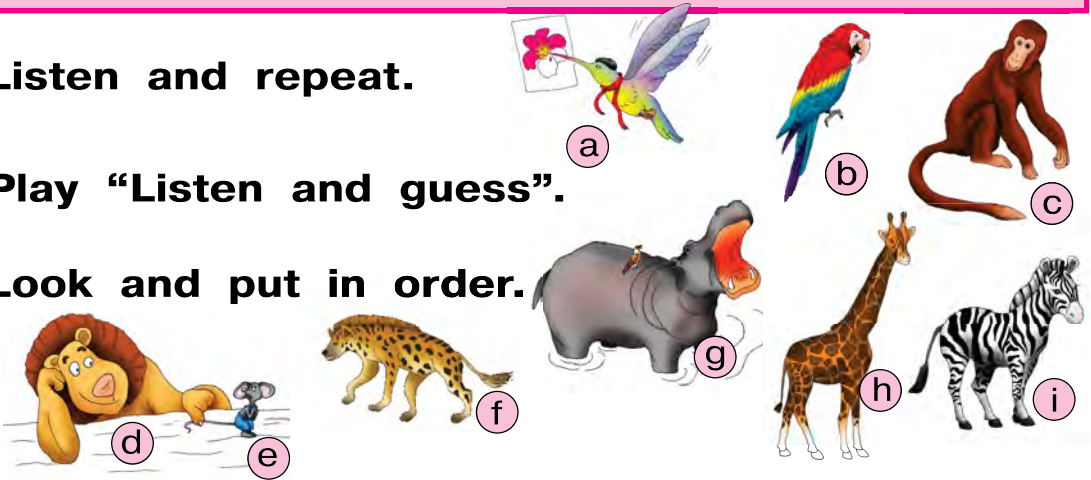 Listen and repeat.
Play “Listen and guess”.
Look and put in order.
a
b
c
d
e
f
g
h
i